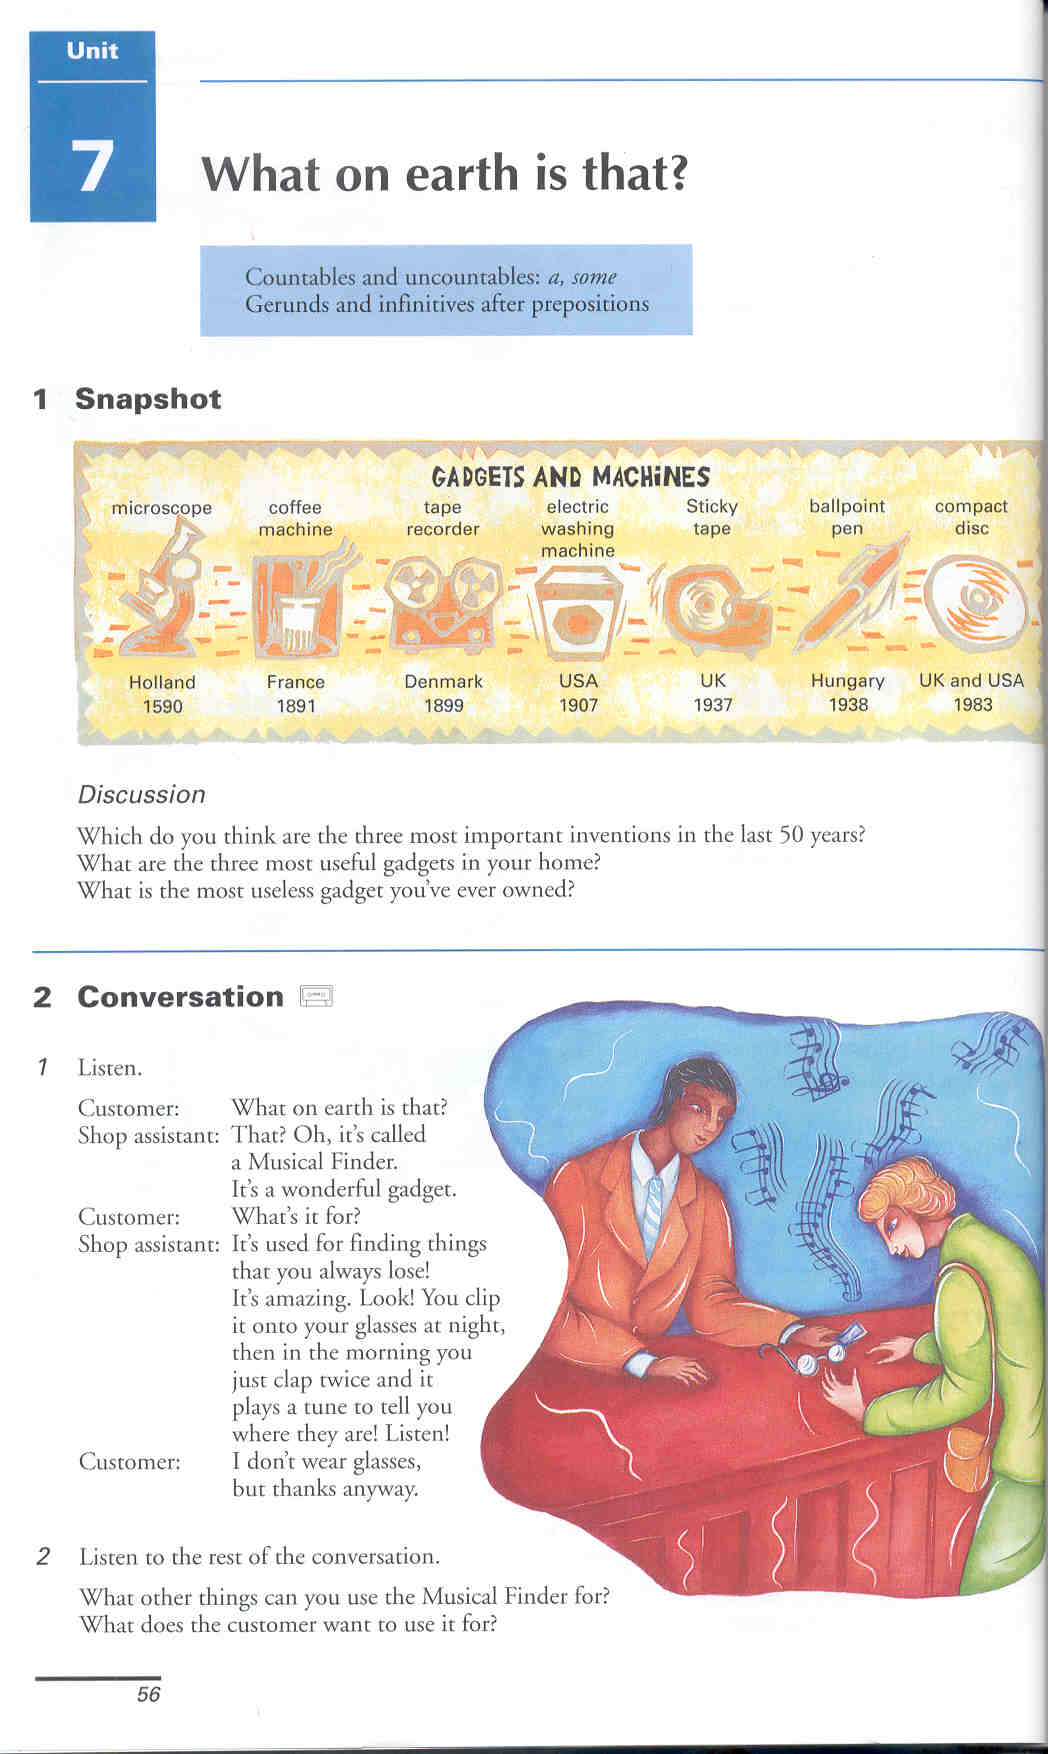 Unit
7
What on earth is that?
Countables and uncountables: a, some
Gerunds and infinitives after prepositions
1 Snapshot
GADGETS AND MACHiNES
microscope
coffee
machine
tape
recorder
electric
washing
machine
Sticky
tape
ballpoint
pen
compact
disc
Holland
1590
France
1891
Denmark
1899
USA
1907
UK
1937
Hungary
1938
UK and USA
1983
Discussion
Which do you think are the three most important inventions in the last 50 years?
What are the three most useful gadgets in your home?
What is the most useless gadget you've ever owned?
2 Conversation
1 Listen.
Customer: What on earth is that?
Shop assistant: That? Oh, it's called
a Musical Finder.
It's a wonderful gadget.
Customer: What's it for?
Shop assistant: It's used for finding things
that you always lose!
It's amazing. Look! You clip
it onto your glasses at night,
then in the morning you
just clap twice and it
plays a tune to tell you
where they are! Listen!
Customer: I don't wear glasses,
but thanks anyway.
2 Listen to the rest of the conversation.
What other things can you use the Musical Finder for?
What does the customer want to use it for?
56